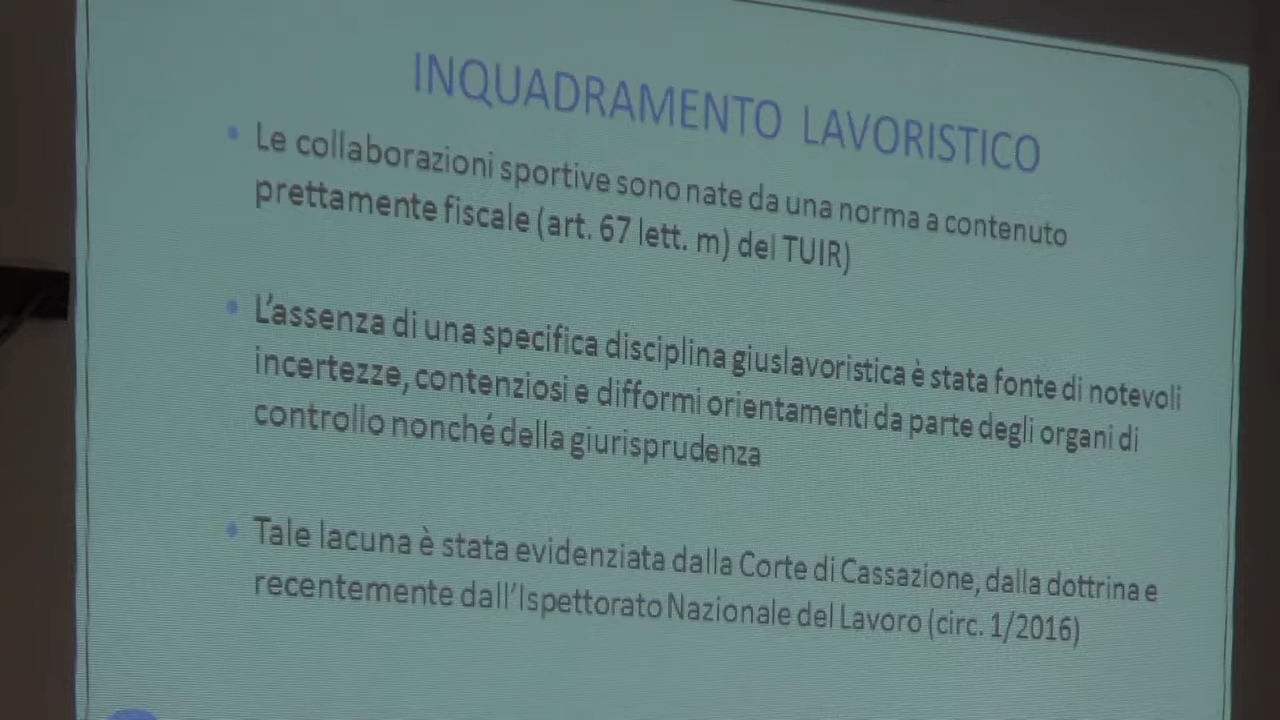 INQUADRAMENTO LAVORISTICO
• Le collaborazioni sportive sono nate da una norma a contenuto
prettamente fiscale (art. 67 lett. m) del TUIR)
• L'assenza di una specifica disciplina giuslavoristica è stata fonte di notevoli
incertezze, contenziosi e difformi orientamenti da parte degli organi di
controllo nonché della giurisprudenza
• Tale lacuna è stata evidenziata dalla Corte di Cassazione, dalla dottrina e
recentemente dall'Ispettorato Nazionale del Lavoro (circ. 1/2016)